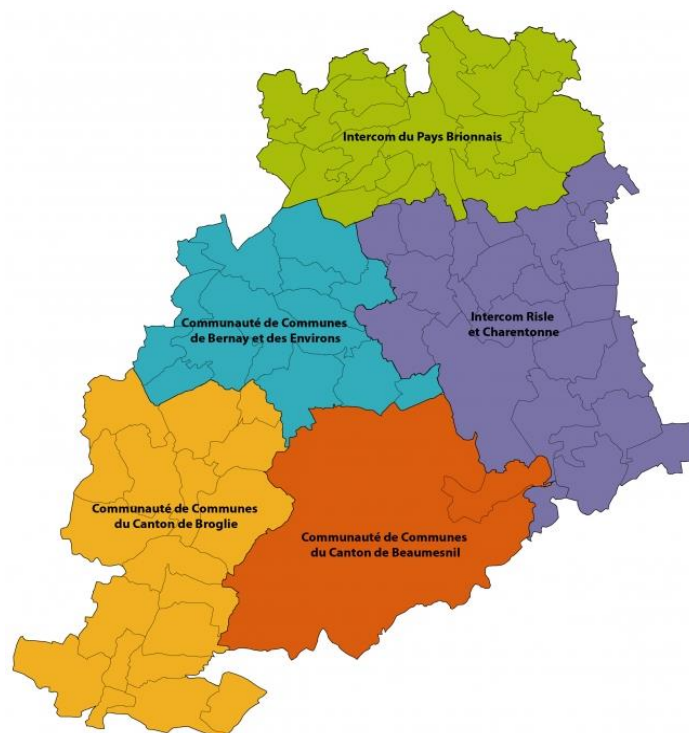 Intercom du Pays Brionnais
Intercom Risle
et Charentonne
Communauté de Communes
de Bernay et des Environs
Communauté de Communes
du Canton de Broglie
Communauté de Communes
du Canton de Beaumesnil